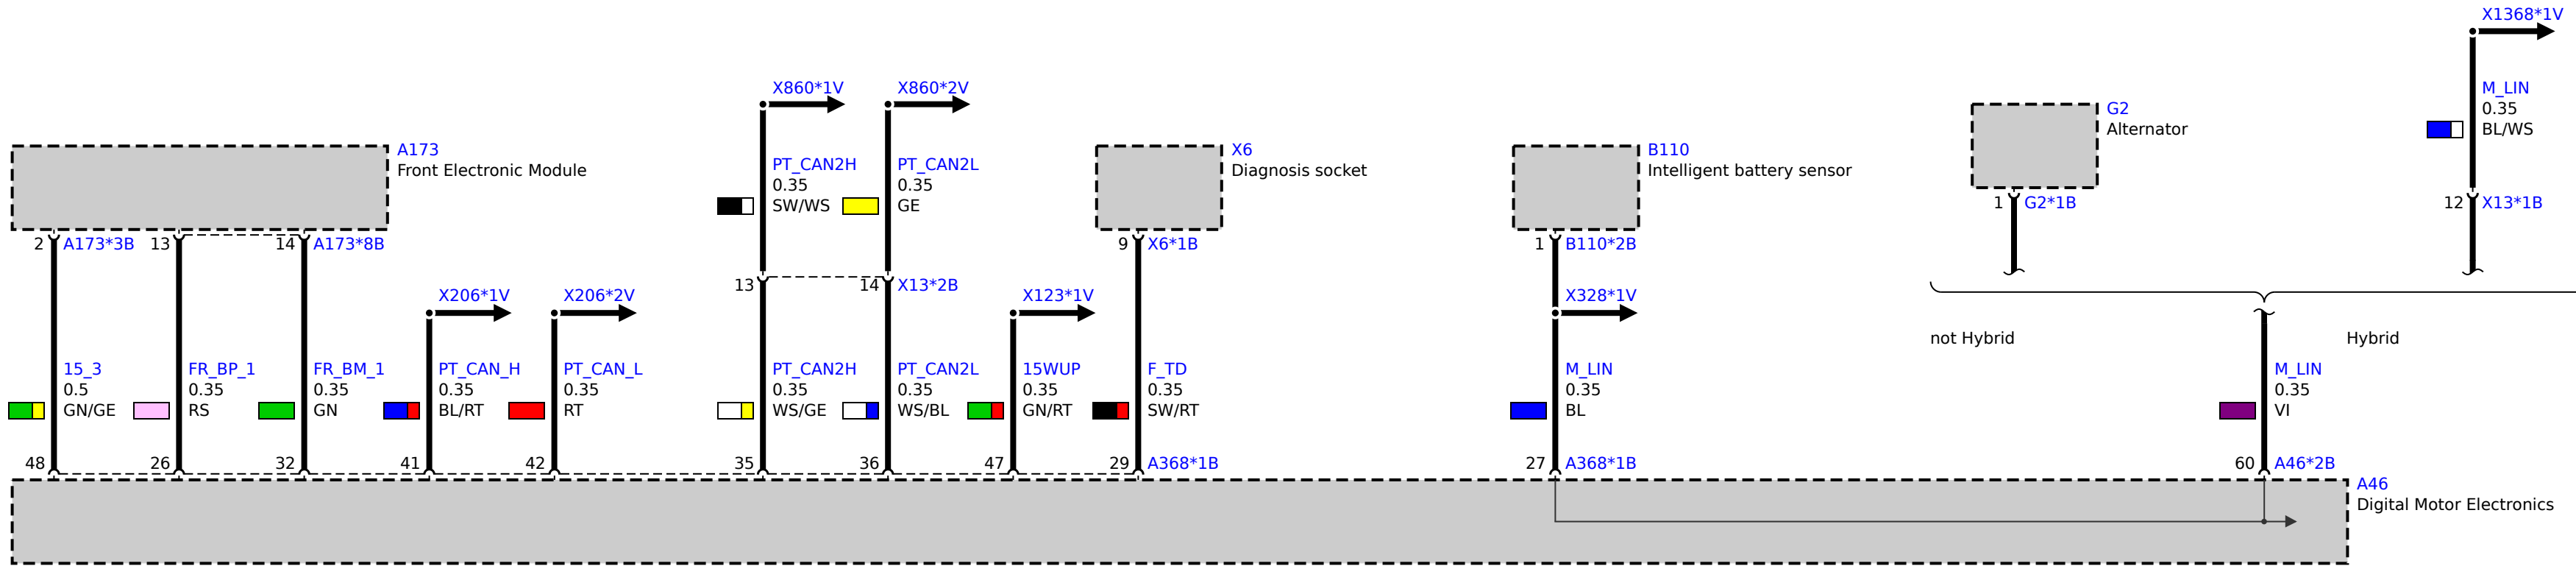 X1368*1V
M_LIN
0.35
BL/WS
12 X13*1B
X860*1V
PT_CAN2H
0.35
SW/WS
X860*2V
PT_CAN2L
0.35
GE
G2
Alternator
1 G2*1B
A173
Front Electronic Module
X6
Diagnosis socket
B110
Intelligent battery sensor
2 A173*3B 13 14 A173*8B
9 X6*1B
1 B110*2B
13 14 X13*2B
X206*1V
X206*2V
X123*1V
X328*1V
not Hybrid
Hybrid
15_3
0.5
GN/GE
FR_BP_1
0.35
RS
FR_BM_1
0.35
GN
PT_CAN_H
0.35
BL/RT
PT_CAN_L
0.35
RT
PT_CAN2H
0.35
WS/GE
PT_CAN2L
0.35
WS/BL
15WUP
0.35
GN/RT
F_TD
0.35
SW/RT
M_LIN
0.35
BL
M_LIN
0.35
VI
48 26 32 41 42 35 36 47 29 A368*1B
27 A368*1B
60 A46*2B
A46
Digital Motor Electronics